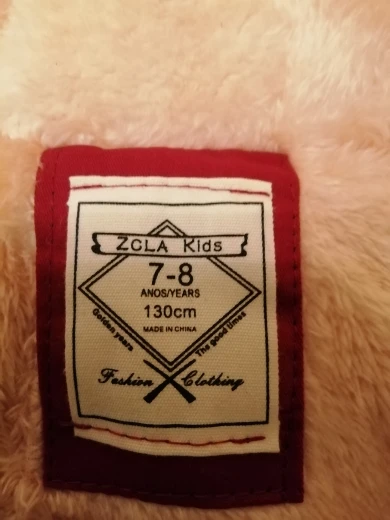 ZCLA Kids
7-8
ANOS/YEARS
130cm
MADE IN CHINA
Golden years
The good times
Fashion Clothing